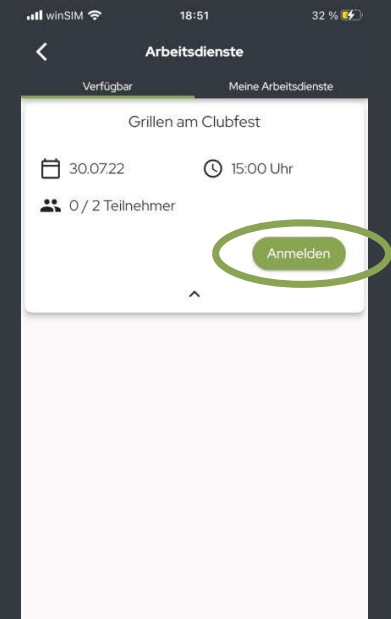 winSIM 18:51 32 %
Arbeitsdienste
Verfügbar Meine Arbeitsdienste
Grillen am Clubfest
30.07.22 15:00 Uhr
0 / 2 Teilnehmer
Anmelden